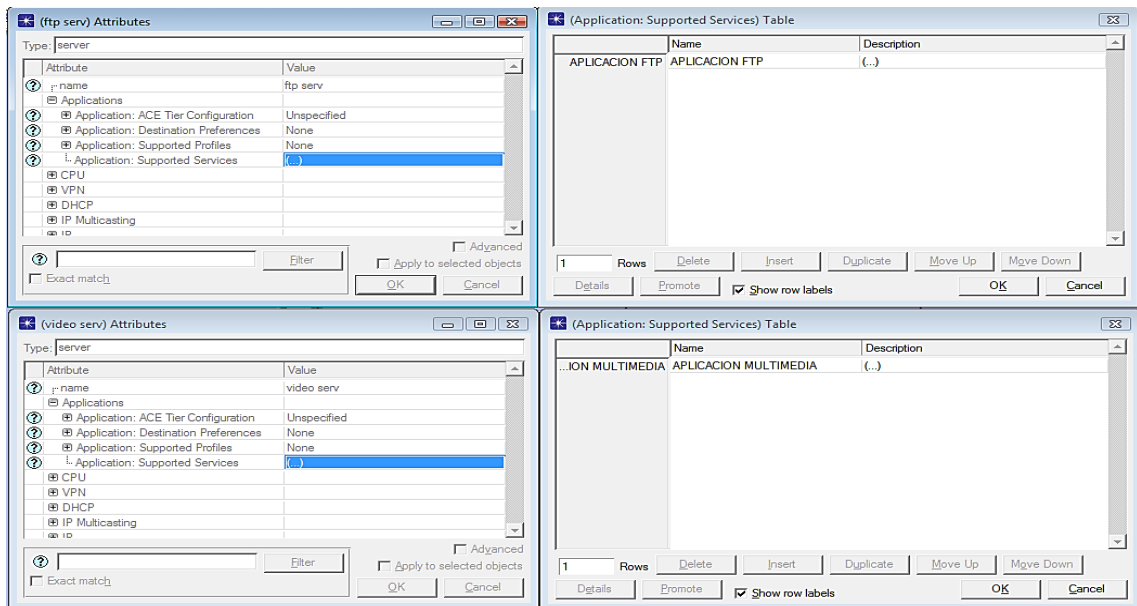 (ftp serv) Attributes
Type: server
Attribute Value
name ftp serv
Applications
Application: ACE Tier Configuration Unspecified
Application: Destination Preferences None
Application: Supported Profiles None
Application: Supported Services (...)
CPU
VPN
DHCP
IP Multicasting
IP
Advanced
Filter
Apply to selected objects
Exact match
OK Cancel
(Application: Supported Services) Table
Name Description
APLICACION FTP APLICACION FTP (...)
1 Rows Delete Insert Duplicate Move Up Move Down
Details Promote Show row labels OK Cancel
(video serv) Attributes
Type: server
Attribute Value
name video serv
Applications
Application: ACE Tier Configuration Unspecified
Application: Destination Preferences None
Application: Supported Profiles None
Application: Supported Services (...)
CPU
VPN
DHCP
IP Multicasting
IP
Advanced
Filter
Apply to selected objects
Exact match
OK Cancel
(Application: Supported Services) Table
Name Description
...ION MULTIMEDIA APLICACION MULTIMEDIA (...)
1 Rows Delete Insert Duplicate Move Up Move Down
Details Promote Show row labels OK Cancel